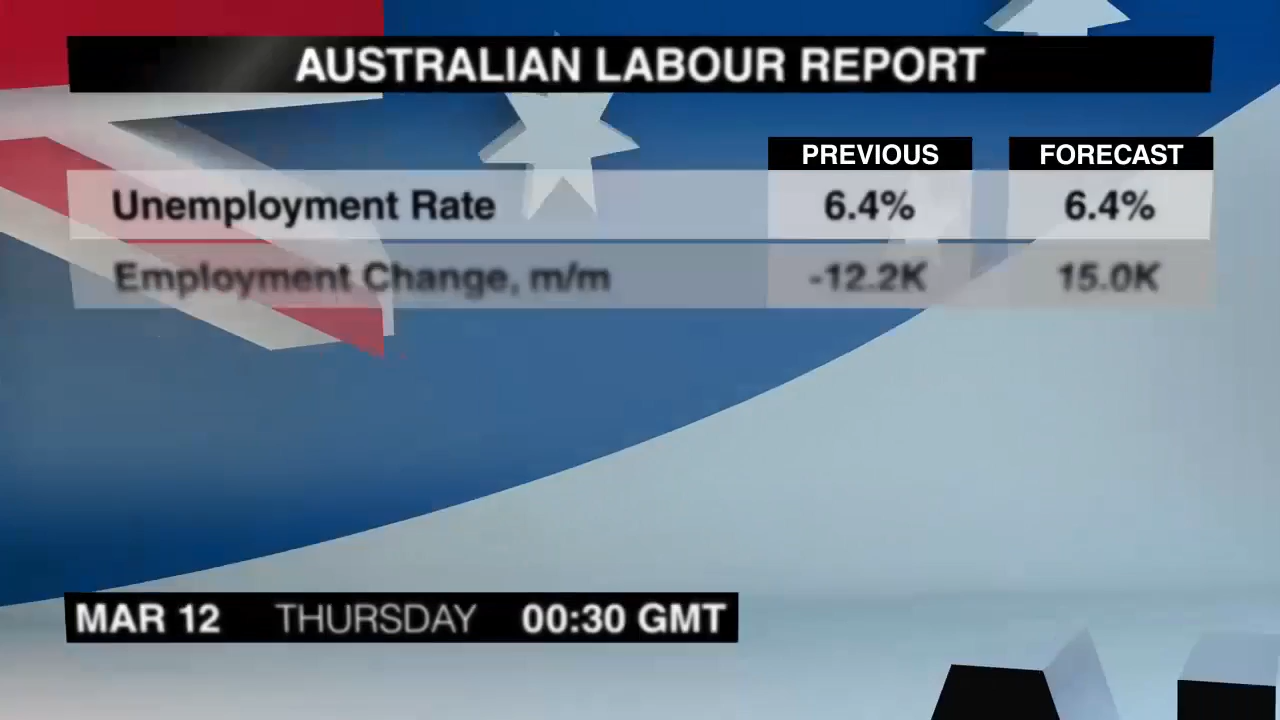 AUSTRALIAN LABOUR REPORT
PREVIOUS FORECAST
Unemployment Rate 6.4% 6.4%
Employment Change, m/m -12.2K 15.0K
MAR 12 THURSDAY 00:30 GMT